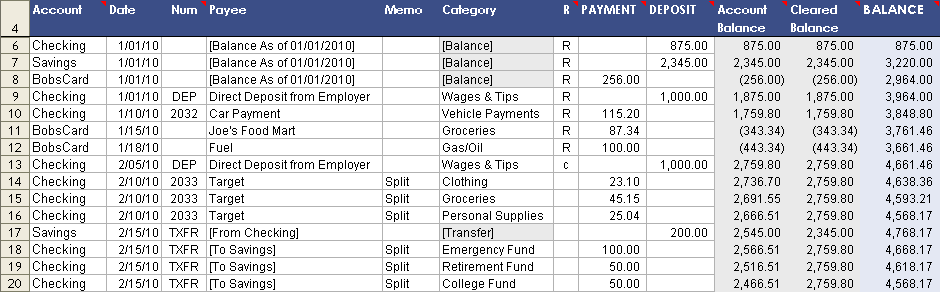 Account Date Num Payee Memo Category R PAYMENT DEPOSIT Account Cleared BALANCE
4 Balance Balance
6 Checking 1/01/10 [Balance As of 01/01/2010] [Balance] R 875.00 875.00 875.00 875.00
7 Savings 1/01/10 [Balance As of 01/01/2010] [Balance] R 2,345.00 2,345.00 2,345.00 3,220.00
8 BobsCard 1/01/10 [Balance As of 01/01/2010] [Balance] R 256.00 (256.00) (256.00) 2,964.00
9 Checking 1/01/10 DEP Direct Deposit from Employer Wages & Tips R 1,000.00 1,875.00 1,875.00 3,964.00
10 Checking 1/10/10 2032 Car Payment Vehicle Payments R 115.20 1,759.80 1,759.80 3,848.80
11 BobsCard 1/15/10 Joe's Food Mart Groceries R 87.34 (343.34) (343.34) 3,761.46
12 BobsCard 1/18/10 Fuel Gas/Oil R 100.00 (443.34) (443.34) 3,661.46
13 Checking 2/05/10 DEP Direct Deposit from Employer Wages & Tips c 1,000.00 2,759.80 2,759.80 4,661.46
14 Checking 2/10/10 2033 Target Split Clothing 23.10 2,736.70 2,759.80 4,638.36
15 Checking 2/10/10 2033 Target Split Groceries 45.15 2,691.55 2,759.80 4,593.21
16 Checking 2/10/10 2033 Target Split Personal Supplies 25.04 2,666.51 2,759.80 4,568.17
17 Savings 2/15/10 TXFR [From Checking] [Transfer] 200.00 2,545.00 2,345.00 4,768.17
18 Checking 2/15/10 TXFR [To Savings] Split Emergency Fund 100.00 2,566.51 2,759.80 4,668.17
19 Checking 2/15/10 TXFR [To Savings] Split Retirement Fund 50.00 2,516.51 2,759.80 4,618.17
20 Checking 2/15/10 TXFR [To Savings] Split College Fund 50.00 2,466.51 2,759.80 4,568.17